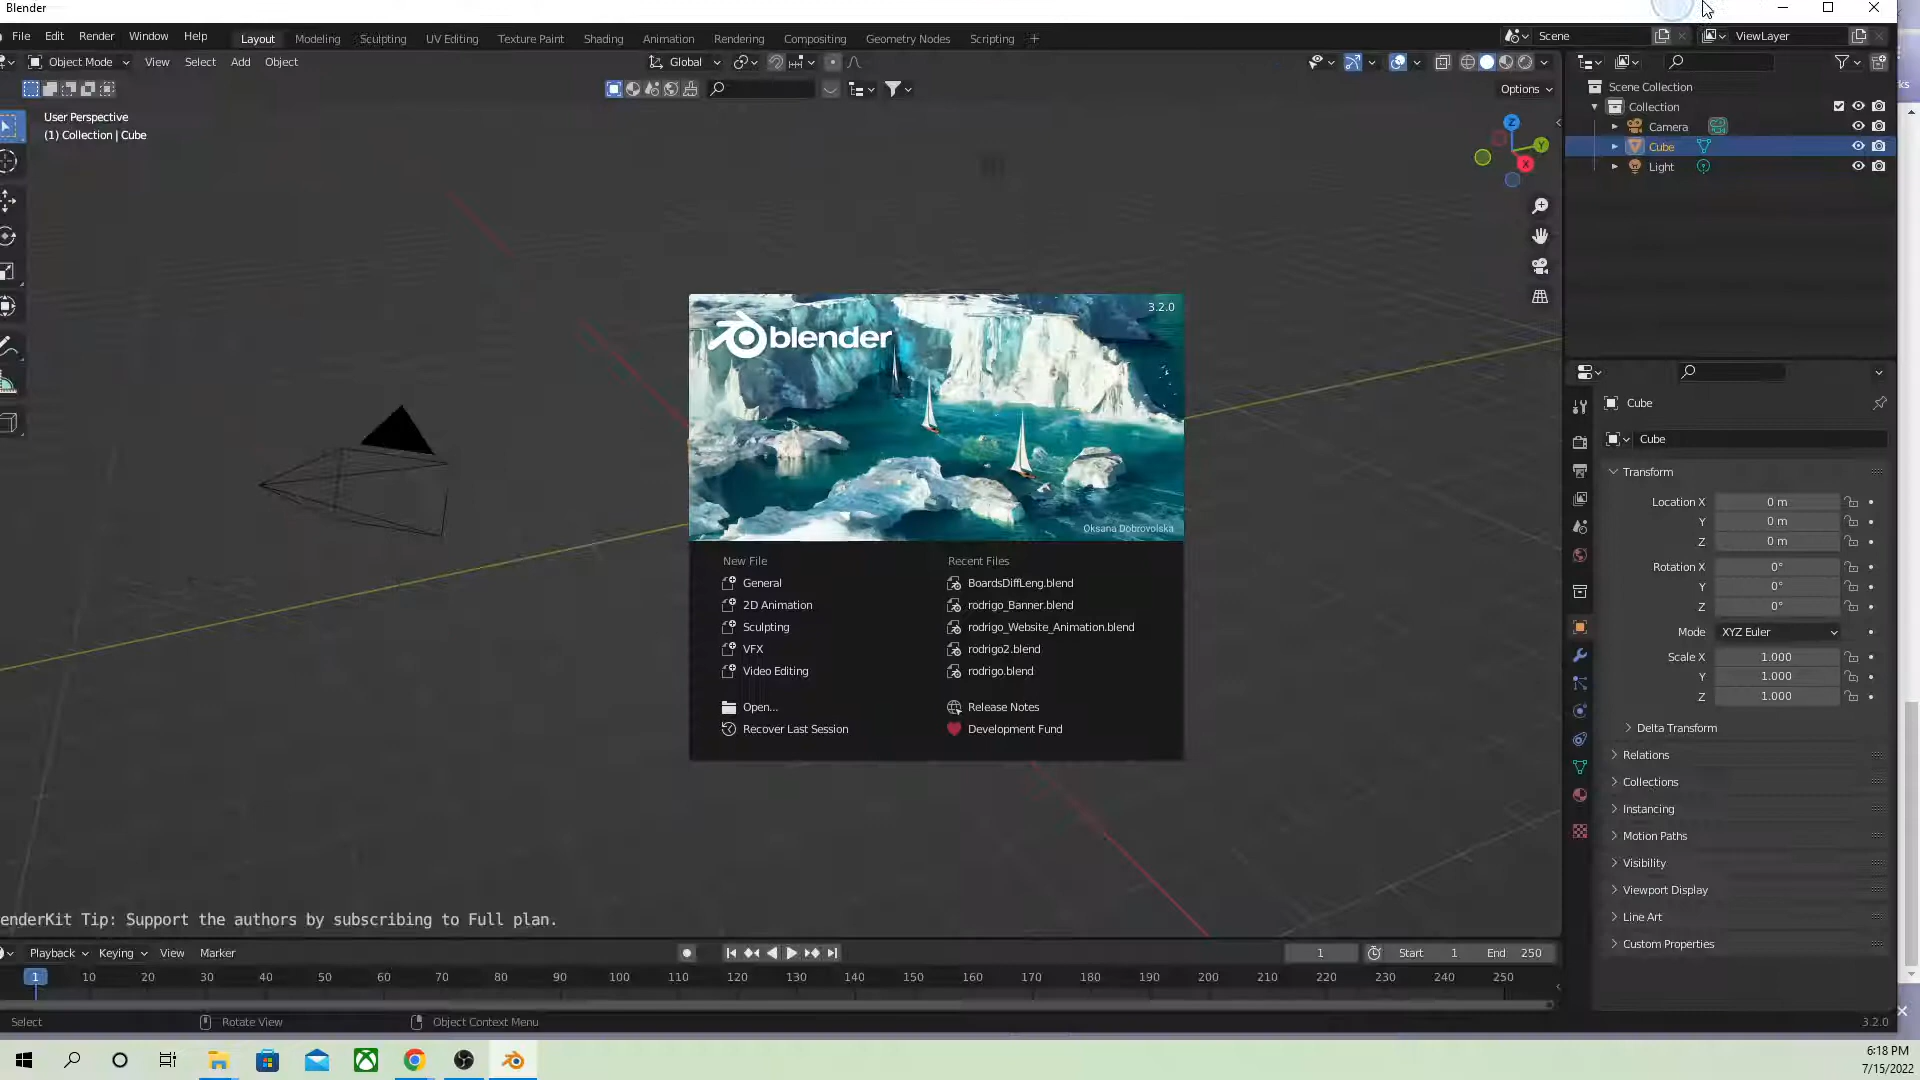 Blender
File Edit Render Window Help Layout Modeling Sculpting UV Editing Texture Paint Shading Animation Rendering Compositing Geometry Nodes Scripting + Scene ViewLayer
Object Mode View Select Add Object Global
Options
User Perspective
(1) Collection | Cube
Z
Y
X
Scene Collection
Collection
Camera
Cube
Light
3.2.0
blender
Oksana Dobrovolska
New File
General
2D Animation
Sculpting
VFX
Video Editing
Open...
Recover Last Session
Recent Files
BoardsDiffLeng.blend
rodrigo_Banner.blend
rodrigo_Website_Animation.blend
rodrigo2.blend
rodrigo.blend
Release Notes
Development Fund
Cube
Cube
Transform
Location X 0 m
Y 0 m
Z 0 m
Rotation X 0°
Y 0°
Z 0°
Mode XYZ Euler
Scale X 1.000
Y 1.000
Z 1.000
Delta Transform
Relations
Collections
Instancing
Motion Paths
Visibility
Viewport Display
Line Art
Custom Properties
enderKit Tip: Support the authors by subscribing to Full plan.
Playback Keying View Marker 1 Start 1 End 250
1 10 20 30 40 50 60 70 80 90 100 110 120 130 140 150 160 170 180 190 200 210 220 230 240 250
Select Rotate View Object Context Menu 3.2.0
6:18 PM
7/15/2022